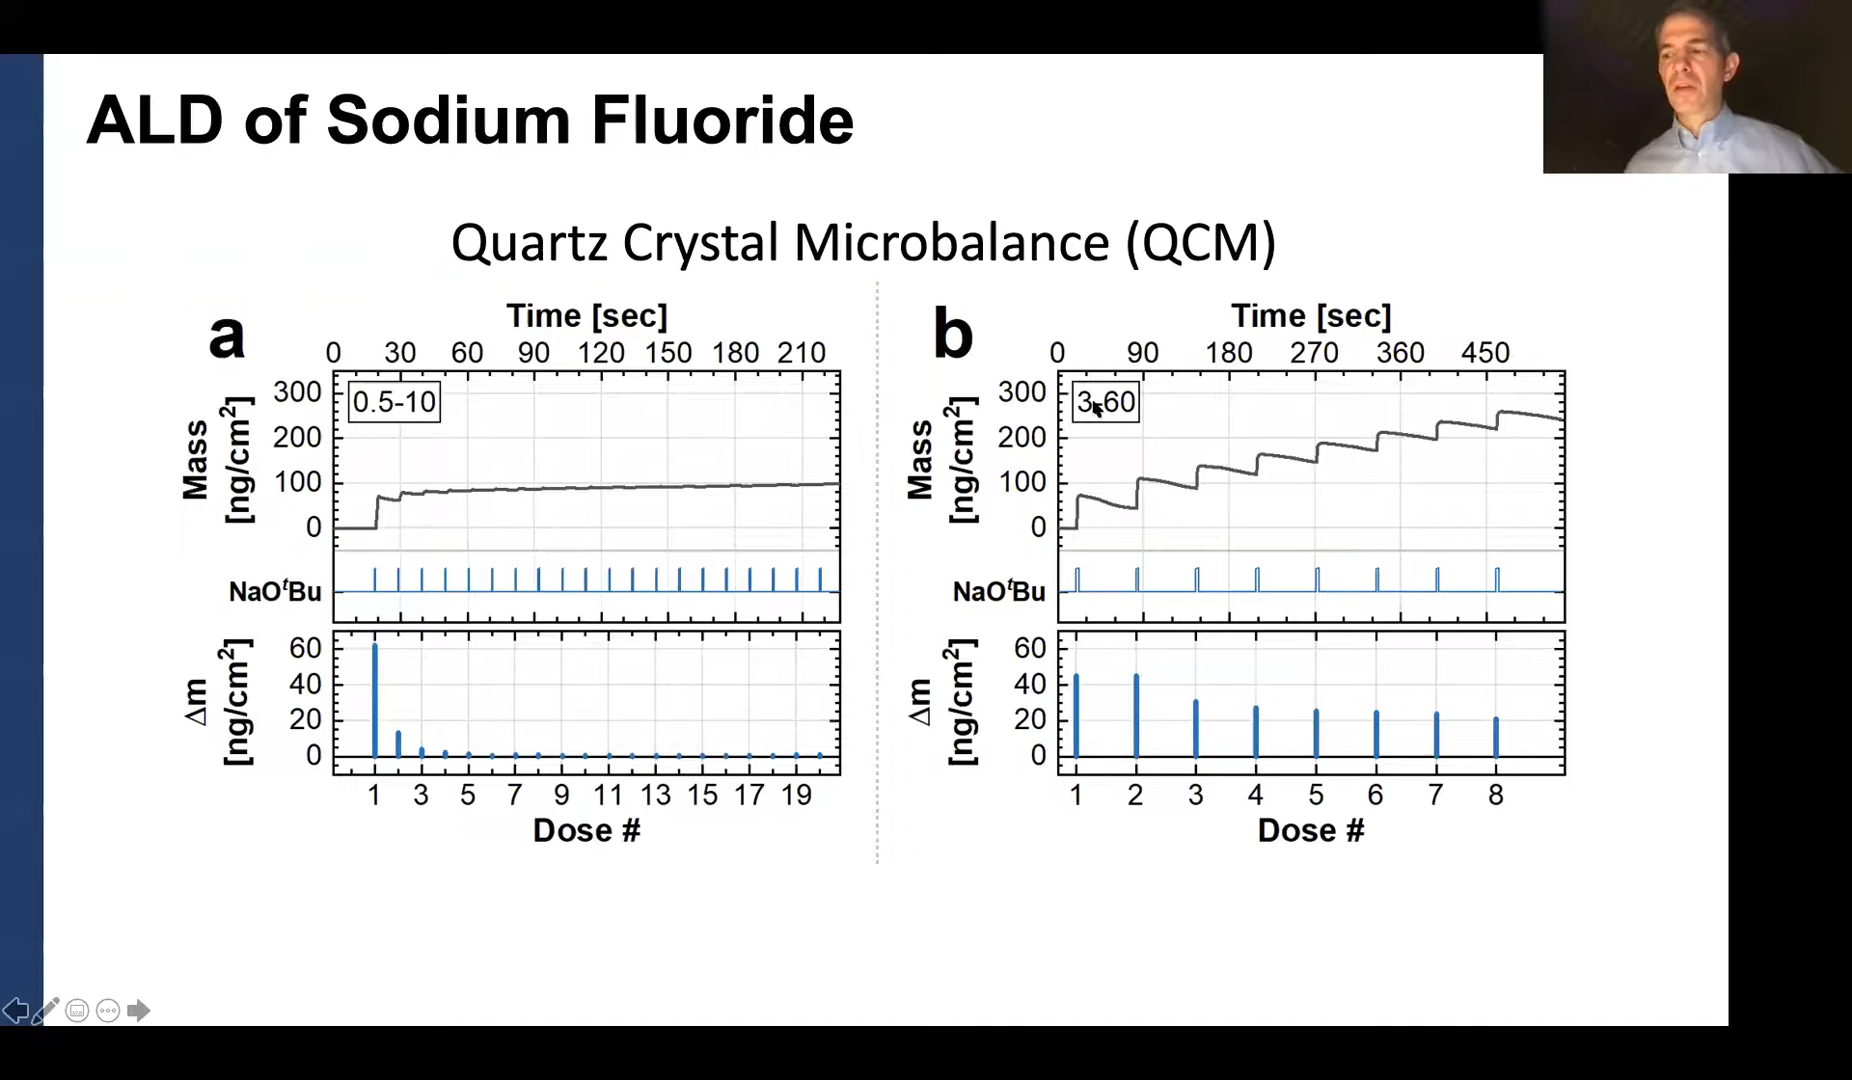 ALD of Sodium Fluoride
Quartz Crystal Microbalance (QCM)
a
Time [sec]
0 30 60 90 120 150 180 210
0.5-10
Mass
[ng/cm²]
300
200
100
0
NaOᵗBu
Δm
[ng/cm²]
60
40
20
0
1 3 5 7 9 11 13 15 17 19
Dose #
b
Time [sec]
0 90 180 270 360 450
3-60
Mass
[ng/cm²]
300
200
100
0
NaOᵗBu
Δm
[ng/cm²]
60
40
20
0
1 2 3 4 5 6 7 8
Dose #